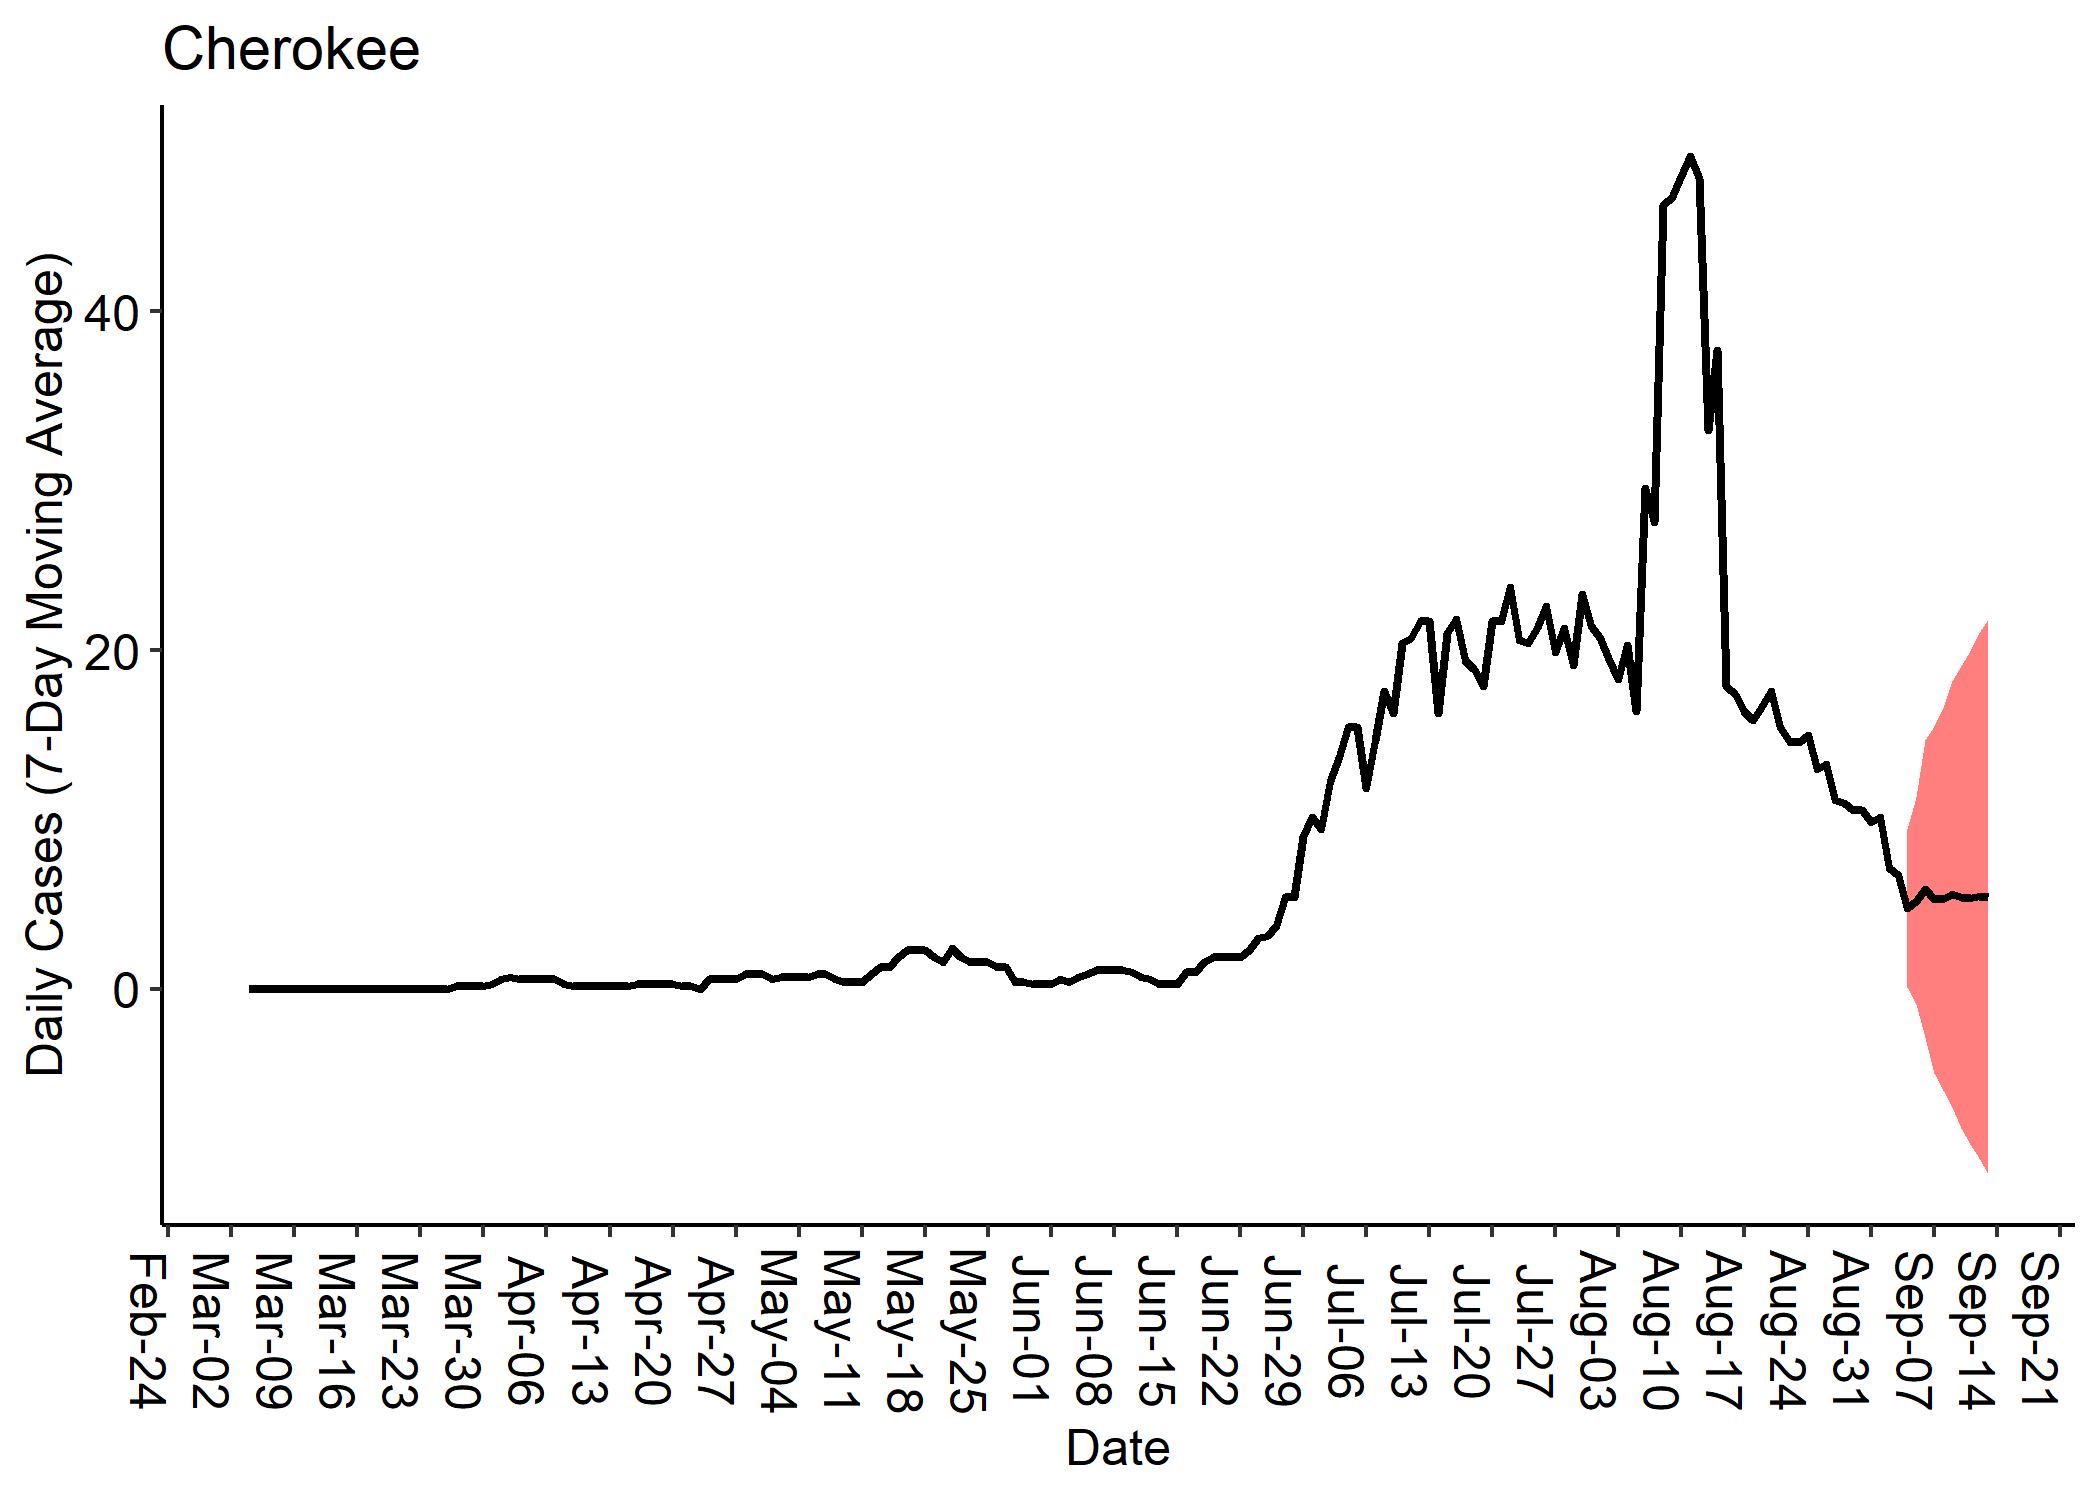 Cherokee
Daily Cases (7-Day Moving Average)
40
20
0
Feb-24
Mar-02
Mar-09
Mar-16
Mar-23
Mar-30
Apr-06
Apr-13
Apr-20
Apr-27
May-04
May-11
May-18
May-25
Jun-01
Jun-08
Jun-15
Jun-22
Jun-29
Jul-06
Jul-13
Jul-20
Jul-27
Aug-03
Aug-10
Aug-17
Aug-24
Aug-31
Sep-07
Sep-14
Sep-21
Date